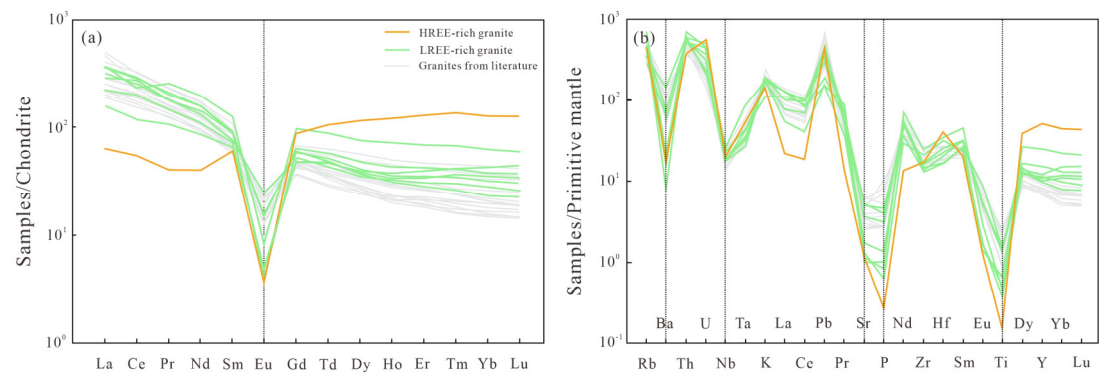 (a)
HREE-rich granite
LREE-rich granite
Granites from literature
Samples/Chondrite
10³
10²
10¹
10⁰
La Ce Pr Nd Sm Eu Gd Td Dy Ho Er Tm Yb Lu
(b)
Samples/Primitive mantle
10³
10²
10¹
10⁰
10⁻¹
Ba U Ta La Pb Sr Nd Hf Eu Dy Yb
Rb Th Nb K Ce Pr P Zr Sm Ti Y Lu